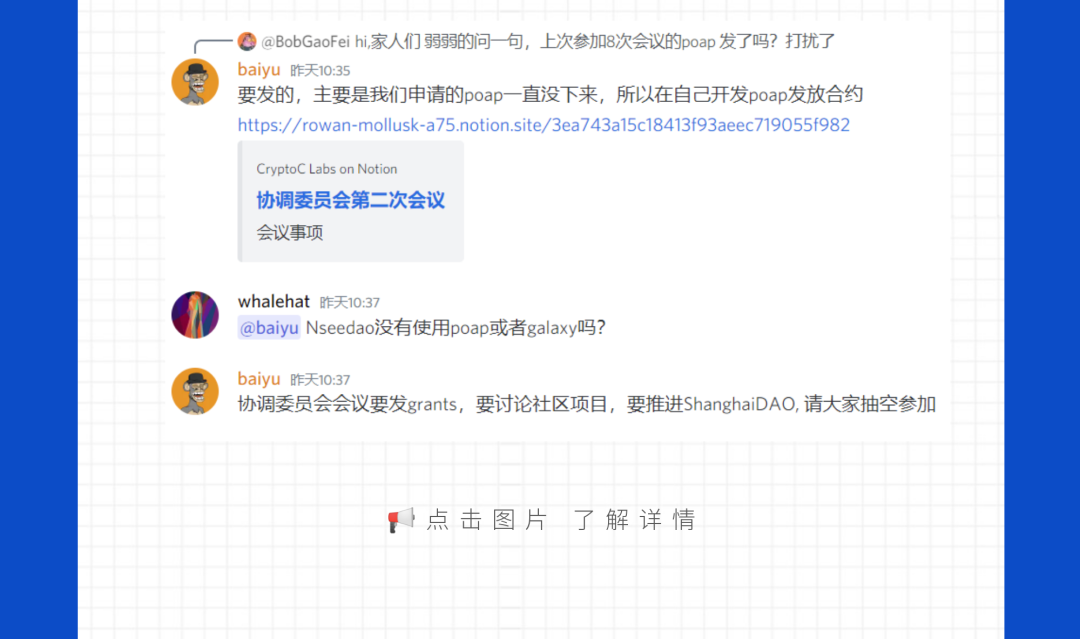 @BobGaoFei hi,家人们 弱弱的问一句，上次参加8次会议的poap 发了吗？打扰了
baiyu 昨天10:35
要发的，主要是我们申请的poap一直没下来，所以在自己开发poap发放合约
https://rowan-mollusk-a75.notion.site/3ea743a15c18413f93aeec719055f982
CryptoC Labs on Notion
协调委员会第二次会议
会议事项
whalehat 昨天10:37
@baiyu Nseedao没有使用poap或者galaxy吗？
baiyu 昨天10:37
协调委员会会议要发grants，要讨论社区项目，要推进ShanghaiDAO, 请大家抽空参加
点击图片 了解详情